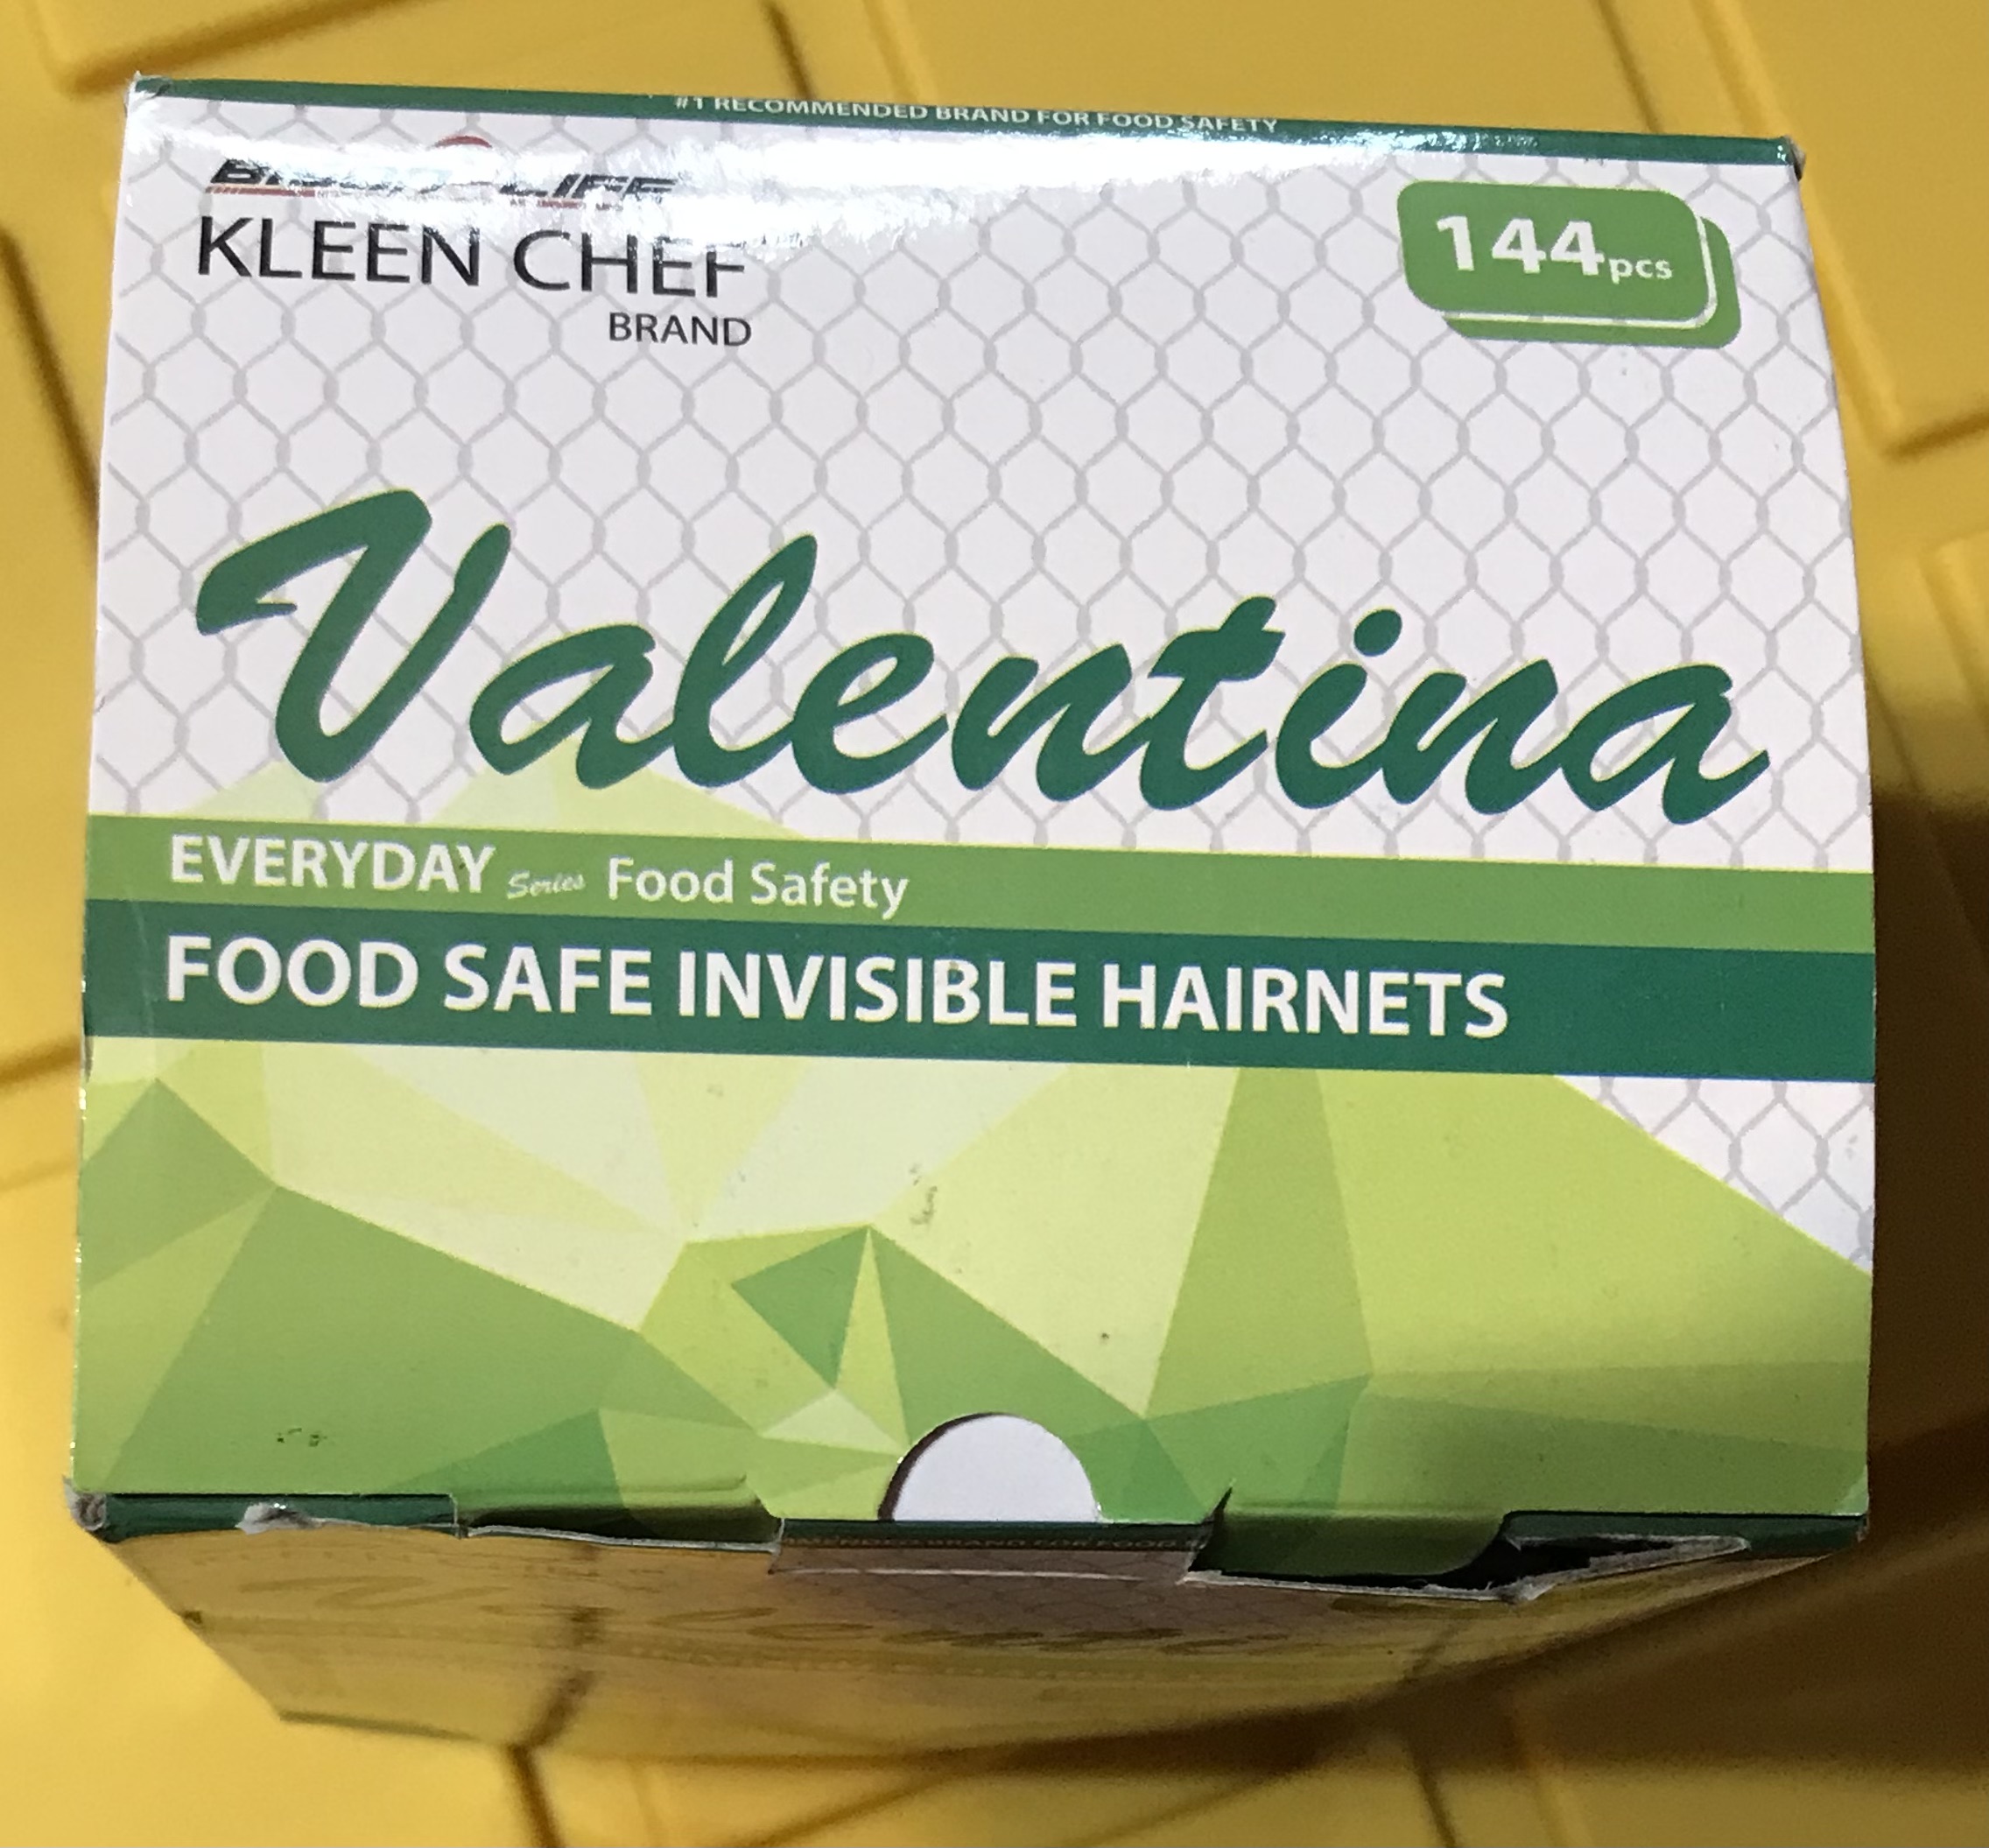 #1 RECOMMENDED BRAND FOR FOOD SAFETY
KLEEN CHEF
BRAND
144pcs
Valentina
EVERYDAY Series Food Safety
FOOD SAFE INVISIBLE HAIRNETS